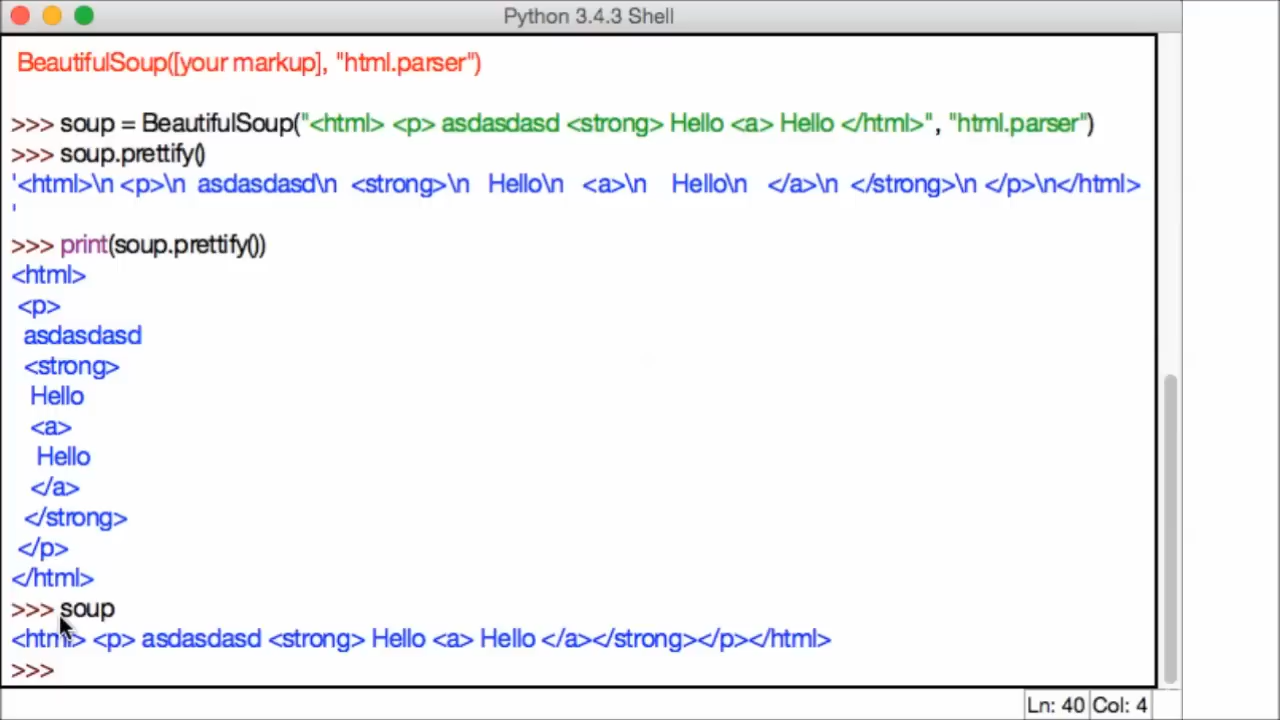 Python 3.4.3 Shell
BeautifulSoup([your markup], "html.parser")
>>> soup = BeautifulSoup("<html> <p> asdasdasd <strong> Hello <a> Hello </html>", "html.parser")
>>> soup.prettify()
'<html>\n <p>\n  asdasdasd\n  <strong>\n   Hello\n   <a>\n    Hello\n   </a>\n  </strong>\n </p>\n</html>
'
>>> print(soup.prettify())
<html>
 <p>
  asdasdasd
  <strong>
   Hello
   <a>
    Hello
   </a>
  </strong>
 </p>
</html>
>>> soup
<html> <p> asdasdasd <strong> Hello <a> Hello </a></strong></p></html>
>>>
Ln: 40 Col: 4